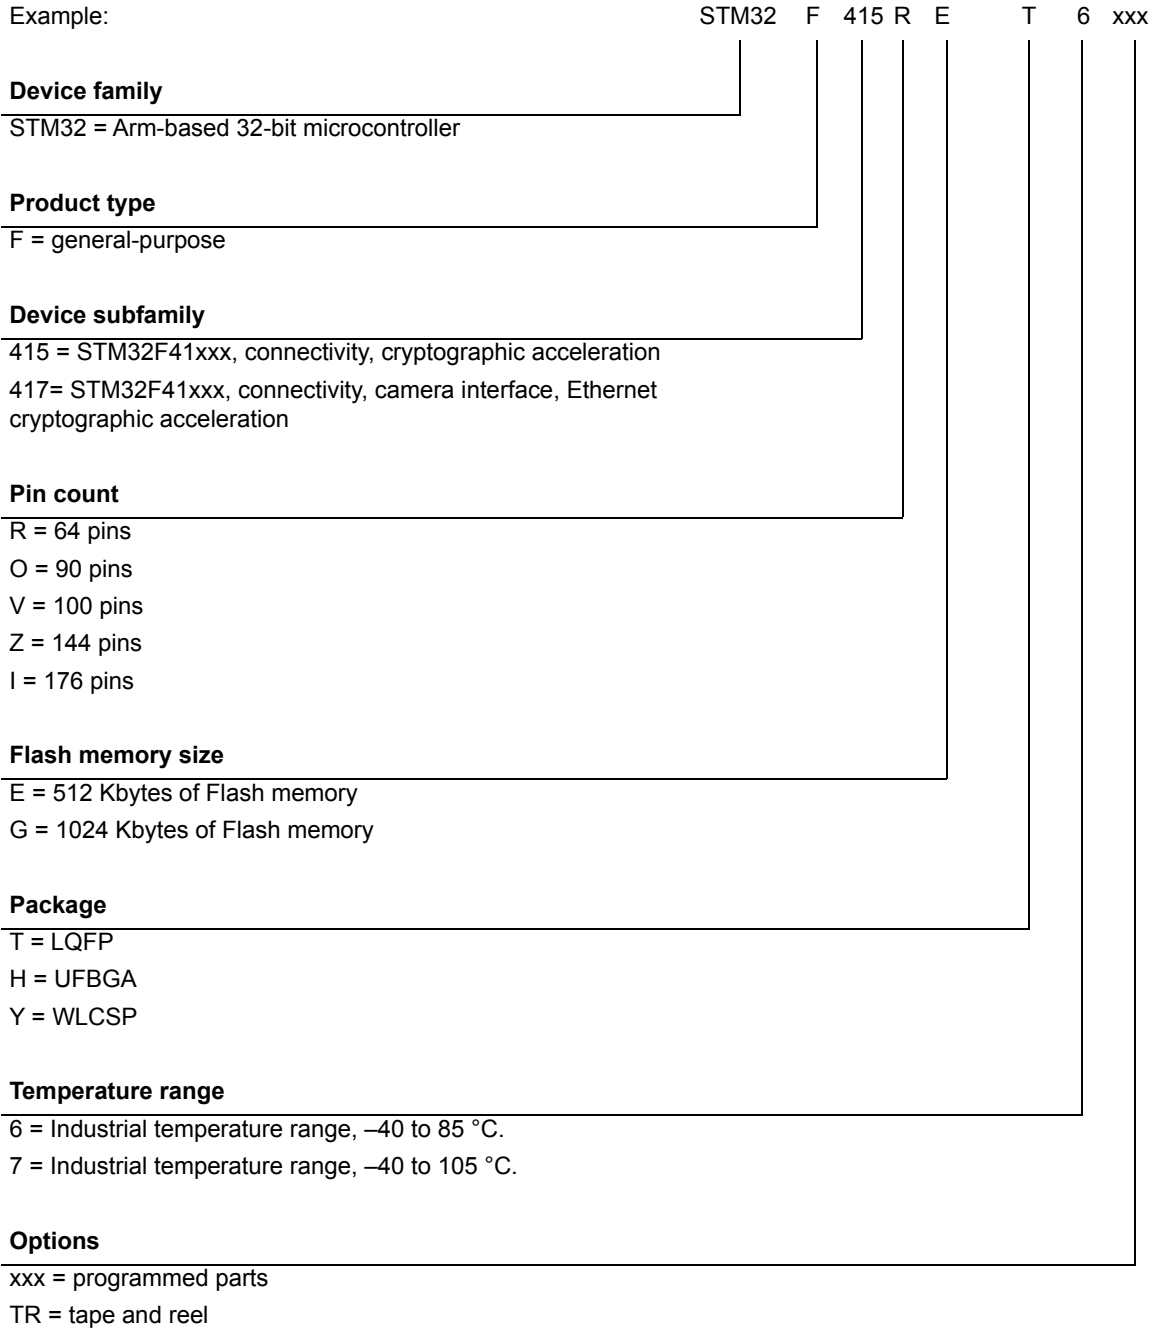 Example: STM32 F 415 R E T 6 xxx
Device family
STM32 = Arm-based 32-bit microcontroller
Product type
F = general-purpose
Device subfamily
415 = STM32F41xxx, connectivity, cryptographic acceleration
417= STM32F41xxx, connectivity, camera interface, Ethernet
cryptographic acceleration
Pin count
R = 64 pins
O = 90 pins
V = 100 pins
Z = 144 pins
I = 176 pins
Flash memory size
E = 512 Kbytes of Flash memory
G = 1024 Kbytes of Flash memory
Package
T = LQFP
H = UFBGA
Y = WLCSP
Temperature range
6 = Industrial temperature range, –40 to 85 °C.
7 = Industrial temperature range, –40 to 105 °C.
Options
xxx = programmed parts
TR = tape and reel